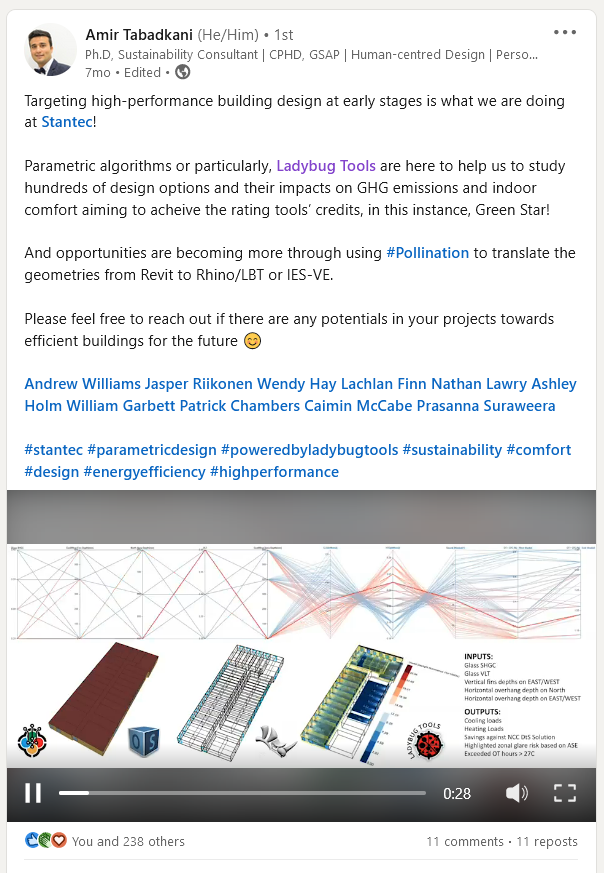 Amir Tabadkani (He/Him) • 1st
Ph.D, Sustainability Consultant | CPHD, GSAP | Human-centred Design | Perso...
7mo • Edited •
Targeting high-performance building design at early stages is what we are doing
at Stantec!
Parametric algorithms or particularly, Ladybug Tools are here to help us to study
hundreds of design options and their impacts on GHG emissions and indoor
comfort aiming to acheive the rating tools’ credits, in this instance, Green Star!
And opportunities are becoming more through using #Pollination to translate the
geometries from Revit to Rhino/LBT or IES-VE.
Please feel free to reach out if there are any potentials in your projects towards
efficient buildings for the future 😊
Andrew Williams Jasper Riikonen Wendy Hay Lachlan Finn Nathan Lawry Ashley
Holm William Garbett Patrick Chambers Caimin McCabe Prasanna Suraweera
#stantec #parametricdesign #poweredbyladybugtools #sustainability #comfort
#design #energyefficiency #highperformance
INPUTS:
Glass SHGC
Glass VLT
Vertical fins depths on EAST/WEST
Horizontal overhang depth on North
Horizontal overhang depth on EAST/WEST
OUTPUTS:
Cooling loads
Heating Loads
Savings against NCC DtS Solution
Highlighted zonal glare risk based on ASE
Exceeded OT hours > 27C
LADYBUG TOOLS
0:28
You and 238 others
11 comments • 11 reposts